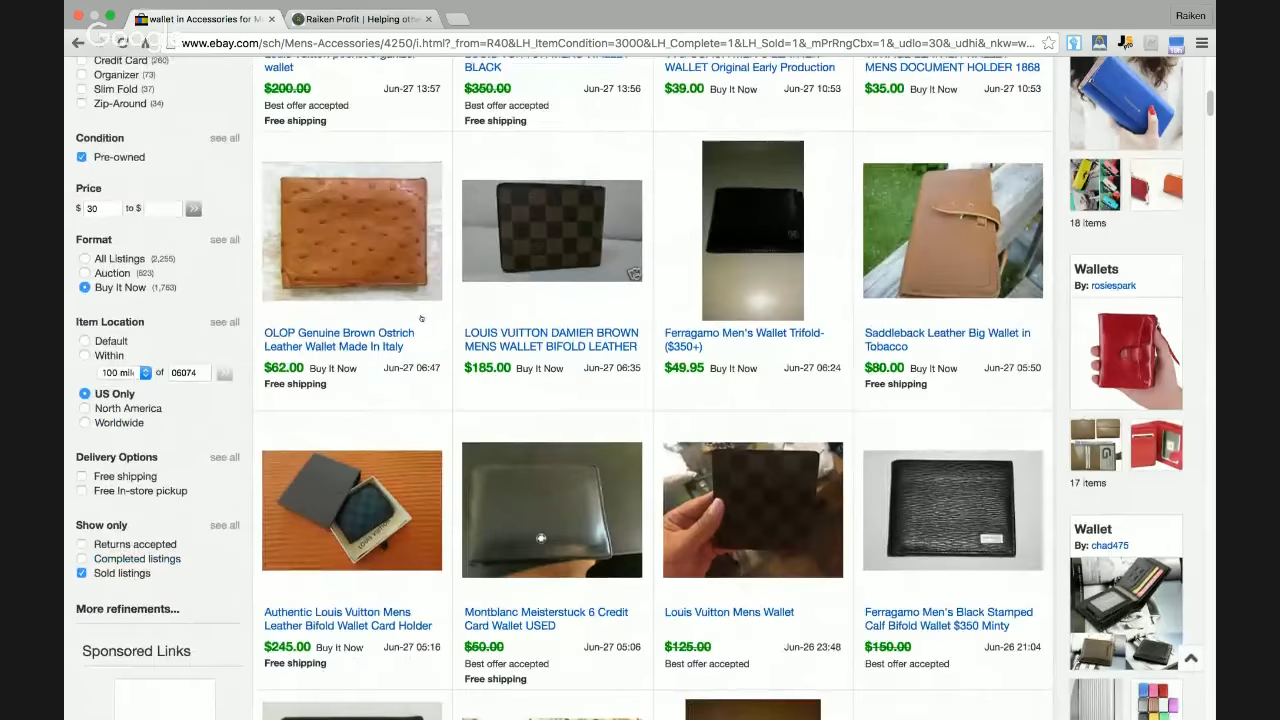 wallet in Accessories for M
Raiken Profit | Helping oth
Raiken
Google
www.ebay.com/sch/Mens-Accessories/4250/i.html?_from=R40&LH_ItemCondition=3000&LH_Complete=1&LH_Sold=1&_mPrRngCbx=1&_udlo=30&_udhi&_nkw=w...
Credit Card (260)
Organizer (73)
Slim Fold (37)
Zip-Around (34)
Condition see all
Pre-owned
Price
$ 30 to $
Format see all
All Listings (2,255)
Auction (623)
Buy It Now (1,763)
Item Location see all
Default
Within
100 mil of 06074
US Only
North America
Worldwide
Delivery Options see all
Free shipping
Free In-store pickup
Show only see all
Returns accepted
Completed listings
Sold listings
More refinements...
Sponsored Links
wallet
$200.00 Jun-27 13:57
Best offer accepted
Free shipping
BLACK
$350.00 Jun-27 13:56
Best offer accepted
Free shipping
WALLET Original Early Production
$39.00 Buy It Now Jun-27 10:53
MENS DOCUMENT HOLDER 1868
$35.00 Buy It Now Jun-27 10:53
OLOP Genuine Brown Ostrich
Leather Wallet Made In Italy
$62.00 Buy It Now Jun-27 06:47
Free shipping
LOUIS VUITTON DAMIER BROWN
MENS WALLET BIFOLD LEATHER
$185.00 Buy It Now Jun-27 06:35
Ferragamo Men's Wallet Trifold-
($350+)
$49.95 Buy It Now Jun-27 06:24
Saddleback Leather Big Wallet in
Tobacco
$80.00 Buy It Now Jun-27 05:50
Free shipping
Authentic Louis Vuitton Mens
Leather Bifold Wallet Card Holder
$245.00 Buy It Now Jun-27 05:16
Free shipping
Montblanc Meisterstuck 6 Credit
Card Wallet USED
$50.00 Jun-27 05:06
Best offer accepted
Free shipping
Louis Vuitton Mens Wallet
$125.00 Jun-26 23:48
Best offer accepted
Ferragamo Men's Black Stamped
Calf Bifold Wallet $350 Minty
$150.00 Jun-26 21:04
Best offer accepted
18 items
Wallets
By: rosiespark
17 items
Wallet
By: chad475